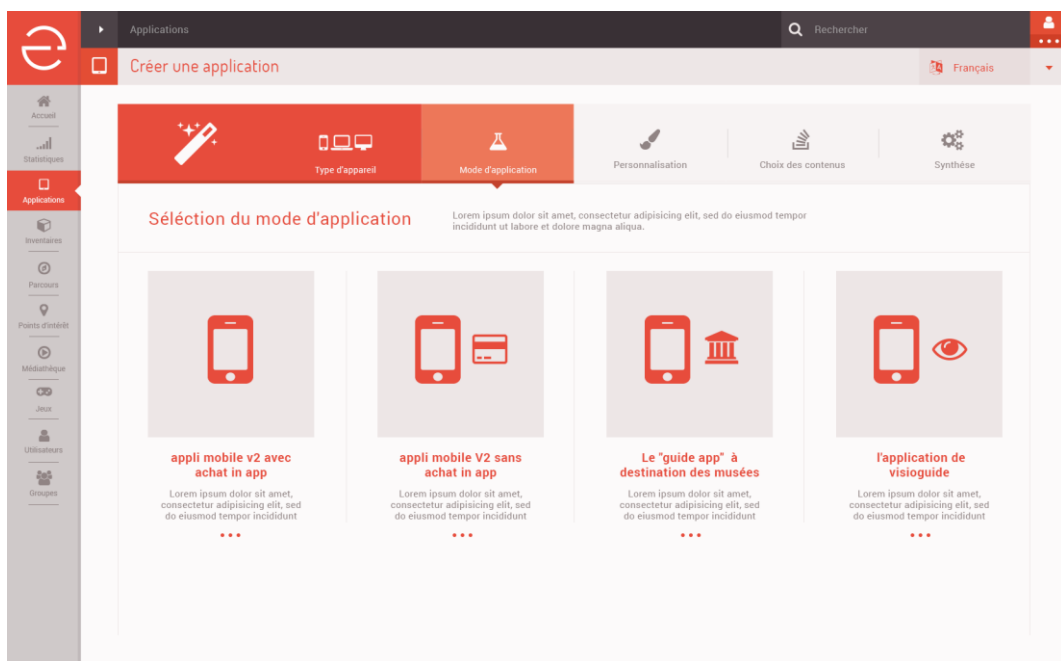 Applications
Rechercher
Créer une application
Français
Accueil
Statistiques
Applications
Inventaires
Parcours
Points d'intérêt
Médiathèque
Jeux
Utilisateurs
Groupes
Type d'appareil
Mode d'application
Personnalisation
Choix des contenus
Synthése
Séléction du mode d'application
Lorem ipsum dolor sit amet, consectetur adipisicing elit, sed do eiusmod tempor
incididunt ut labore et dolore magna aliqua.
appli mobile v2 avec
achat in app
Lorem ipsum dolor sit amet,
consectetur adipisicing elit, sed
do eiusmod tempor incididunt
appli mobile V2 sans
achat in app
Lorem ipsum dolor sit amet,
consectetur adipisicing elit, sed
do eiusmod tempor incididunt
Le "guide app" à
destination des musées
Lorem ipsum dolor sit amet,
consectetur adipisicing elit, sed
do eiusmod tempor incididunt
l'application de
visioguide
Lorem ipsum dolor sit amet,
consectetur adipisicing elit, sed
do eiusmod tempor incididunt